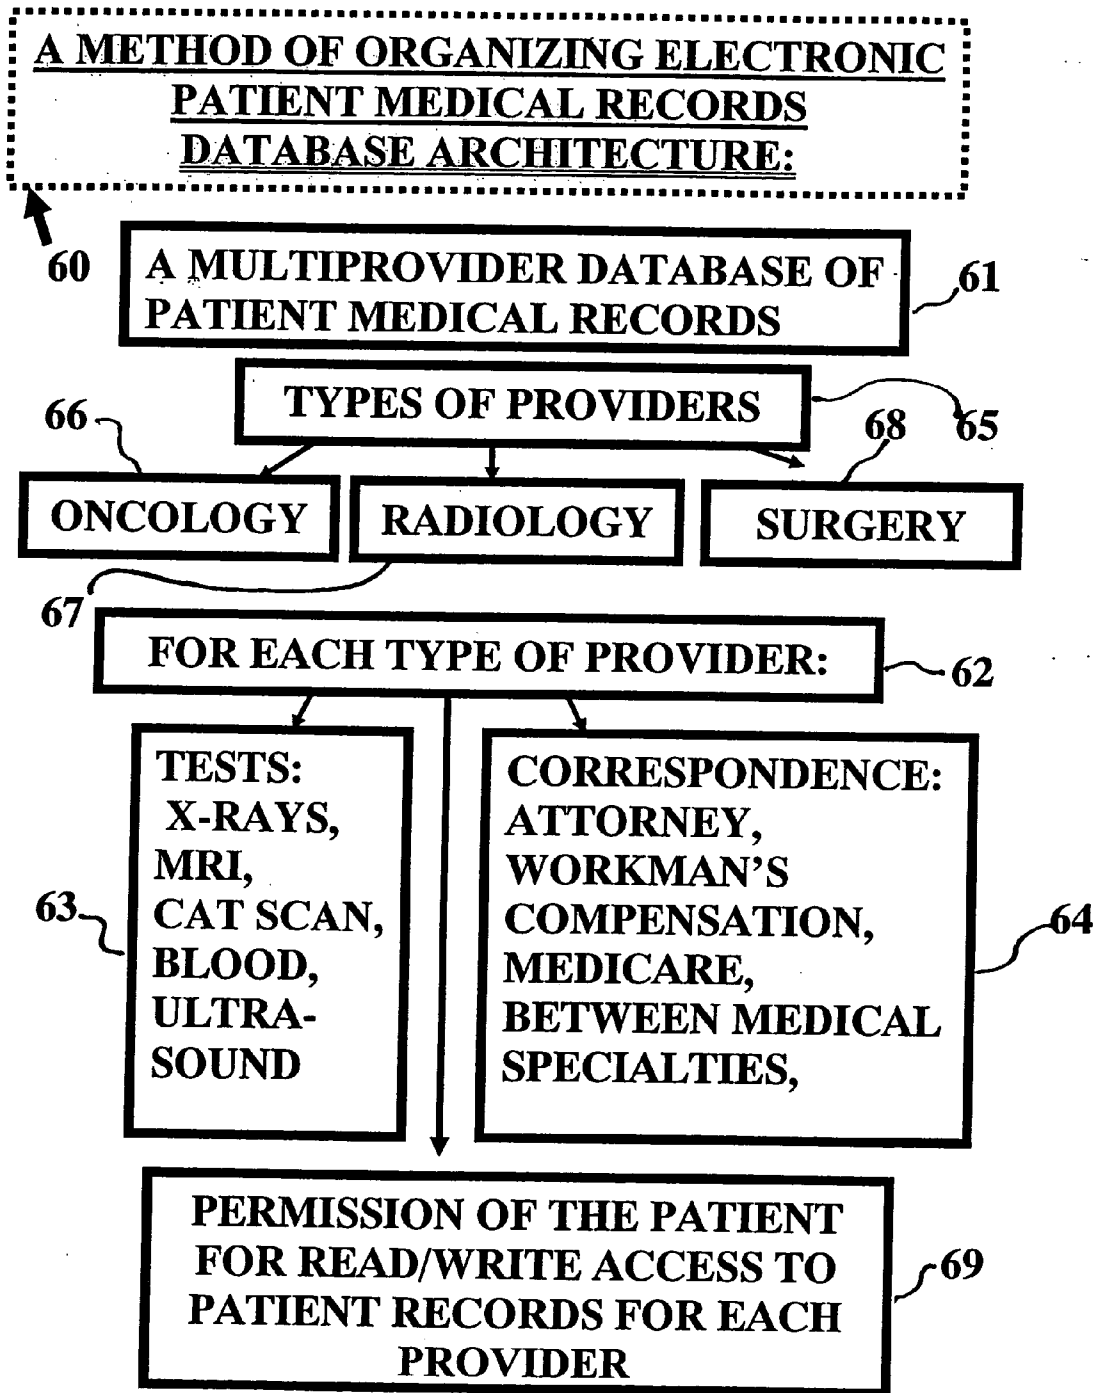 A METHOD OF ORGANIZING ELECTRONIC
PATIENT MEDICAL RECORDS
DATABASE ARCHITECTURE:
60
A MULTIPROVIDER DATABASE OF
PATIENT MEDICAL RECORDS
61
TYPES OF PROVIDERS
65
66
68
ONCOLOGY
RADIOLOGY
SURGERY
67
FOR EACH TYPE OF PROVIDER:
62
TESTS:
X-RAYS,
MRI,
CAT SCAN,
BLOOD,
ULTRA-
SOUND
63
CORRESPONDENCE:
ATTORNEY,
WORKMAN'S
COMPENSATION,
MEDICARE,
BETWEEN MEDICAL
SPECIALTIES,
64
PERMISSION OF THE PATIENT
FOR READ/WRITE ACCESS TO
PATIENT RECORDS FOR EACH
PROVIDER
69